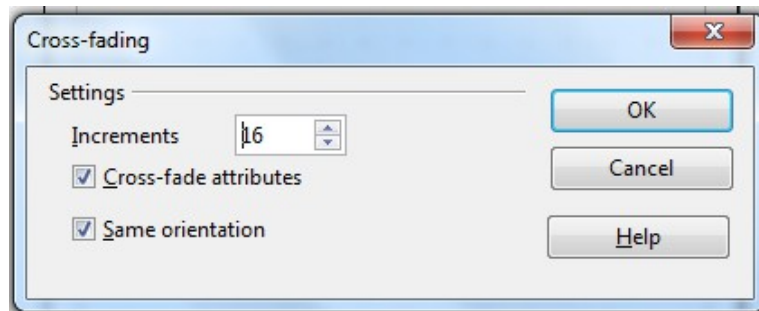 Cross-fading
Settings
Increments 16
Cross-fade attributes
Same orientation
OK
Cancel
Help